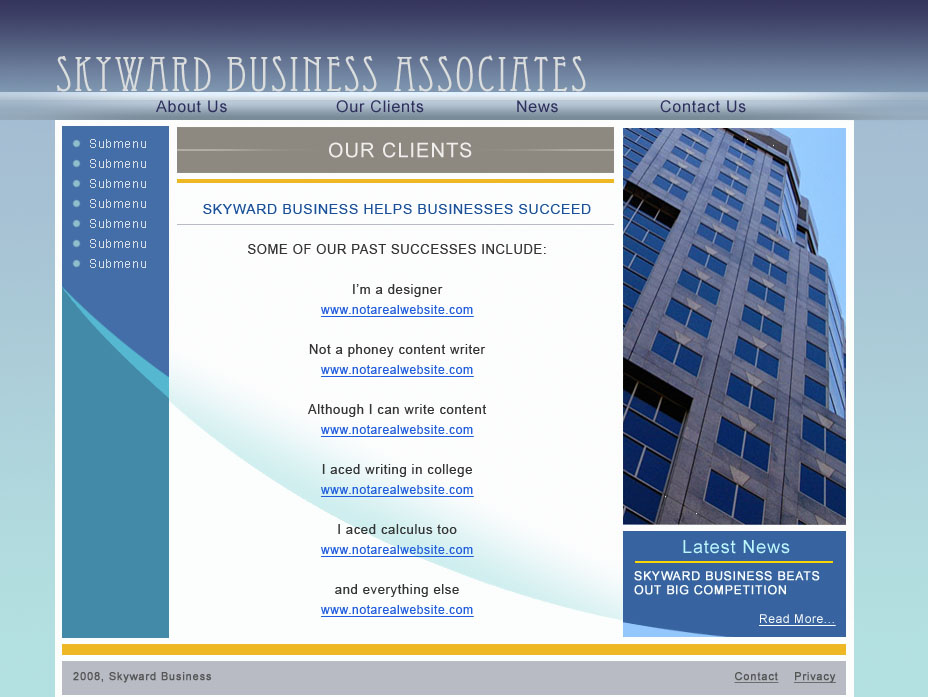 SKYWARD BUSINESS ASSOCIATES
About Us Our Clients News Contact Us
Submenu
Submenu
Submenu
Submenu
Submenu
Submenu
Submenu
OUR CLIENTS
SKYWARD BUSINESS HELPS BUSINESSES SUCCEED
SOME OF OUR PAST SUCCESSES INCLUDE:
I'm a designer
www.notarealwebsite.com
Not a phoney content writer
www.notarealwebsite.com
Although I can write content
www.notarealwebsite.com
I aced writing in college
www.notarealwebsite.com
I aced calculus too
www.notarealwebsite.com
and everything else
www.notarealwebsite.com
Latest News
SKYWARD BUSINESS BEATS
OUT BIG COMPETITION
Read More...
2008, Skyward Business
Contact Privacy